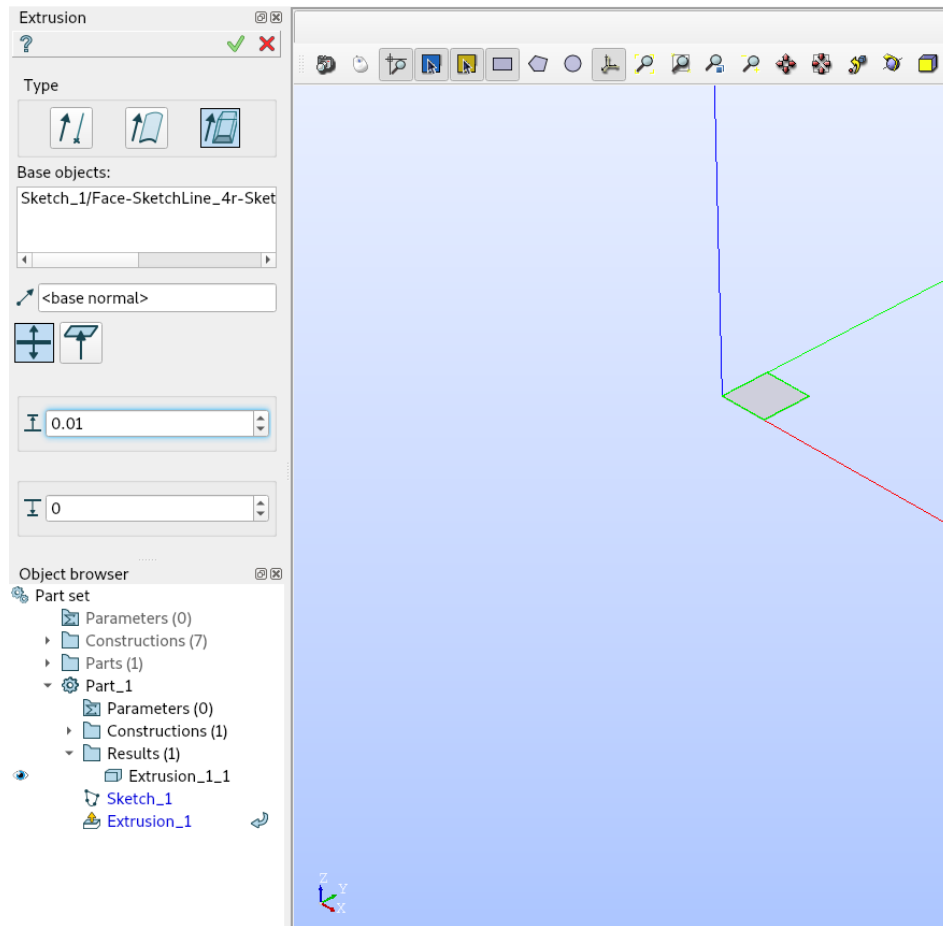 Extrusion
?
Type
Base objects:
Sketch_1/Face-SketchLine_4r-Sket
<base normal>
0.01
0
Object browser
Part set
Parameters (0)
Constructions (7)
Parts (1)
Part_1
Parameters (0)
Constructions (1)
Results (1)
Extrusion_1_1
Sketch_1
Extrusion_1
Z
Y
X